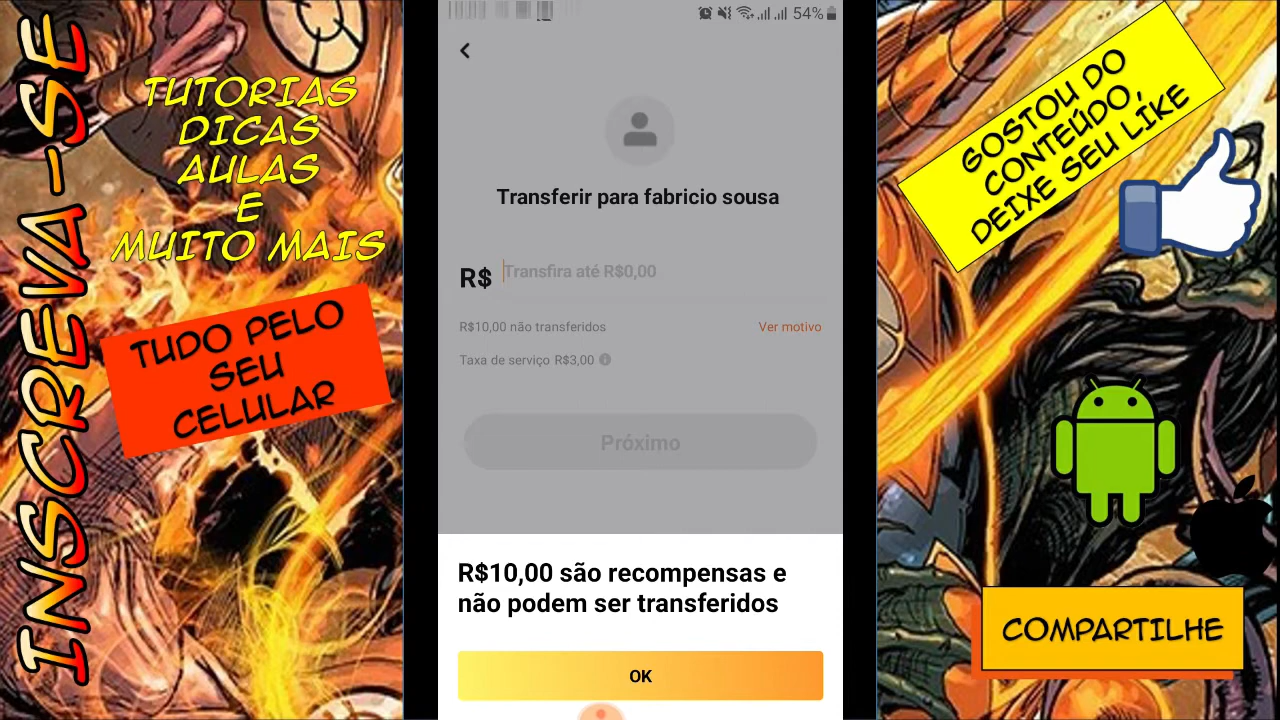 INSCREVA-SE
TUTORIAS
DICAS
AULAS
E
MUITO MAIS
TUDO PELO
SEU
CELULAR
54%
Transferir para fabricio sousa
R$ Transfira até R$0,00
R$10,00 não transferidos Ver motivo
Taxa de serviço R$3,00
Próximo
R$10,00 são recompensas e
não podem ser transferidos
OK
GOSTOU DO
CONTEÚDO,
DEIXE SEU LIKE
COMPARTILHE